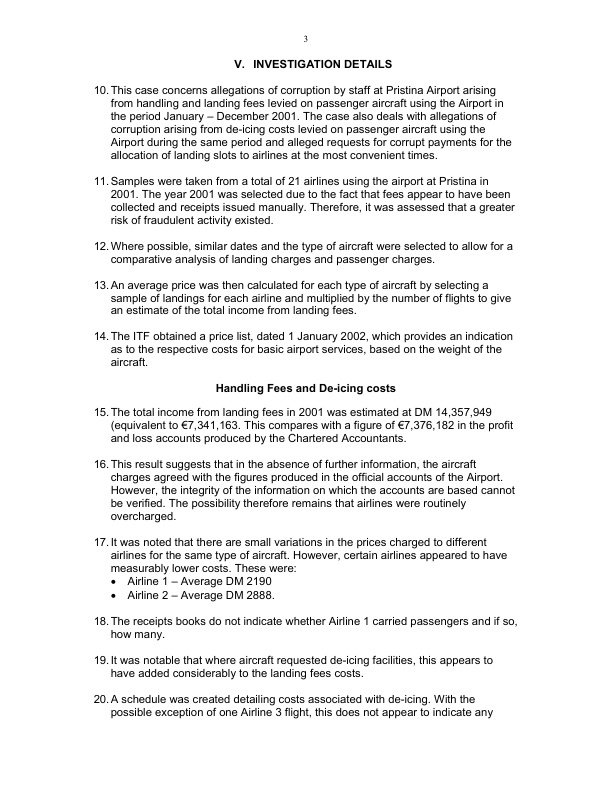 3
V. INVESTIGATION DETAILS
10. This case concerns allegations of corruption by staff at Pristina Airport arising
from handling and landing fees levied on passenger aircraft using the Airport in
the period January – December 2001. The case also deals with allegations of
corruption arising from de-icing costs levied on passenger aircraft using the
Airport during the same period and alleged requests for corrupt payments for the
allocation of landing slots to airlines at the most convenient times.
11. Samples were taken from a total of 21 airlines using the airport at Pristina in
2001. The year 2001 was selected due to the fact that fees appear to have been
collected and receipts issued manually. Therefore, it was assessed that a greater
risk of fraudulent activity existed.
12. Where possible, similar dates and the type of aircraft were selected to allow for a
comparative analysis of landing charges and passenger charges.
13. An average price was then calculated for each type of aircraft by selecting a
sample of landings for each airline and multiplied by the number of flights to give
an estimate of the total income from landing fees.
14. The ITF obtained a price list, dated 1 January 2002, which provides an indication
as to the respective costs for basic airport services, based on the weight of the
aircraft.
Handling Fees and De-icing costs
15. The total income from landing fees in 2001 was estimated at DM 14,357,949
(equivalent to €7,341,163. This compares with a figure of €7,376,182 in the profit
and loss accounts produced by the Chartered Accountants.
16. This result suggests that in the absence of further information, the aircraft
charges agreed with the figures produced in the official accounts of the Airport.
However, the integrity of the information on which the accounts are based cannot
be verified. The possibility therefore remains that airlines were routinely
overcharged.
17. It was noted that there are small variations in the prices charged to different
airlines for the same type of aircraft. However, certain airlines appeared to have
measurably lower costs. These were:
• Airline 1 – Average DM 2190
• Airline 2 – Average DM 2888.
18. The receipts books do not indicate whether Airline 1 carried passengers and if so,
how many.
19. It was notable that where aircraft requested de-icing facilities, this appears to
have added considerably to the landing fees costs.
20. A schedule was created detailing costs associated with de-icing. With the
possible exception of one Airline 3 flight, this does not appear to indicate any